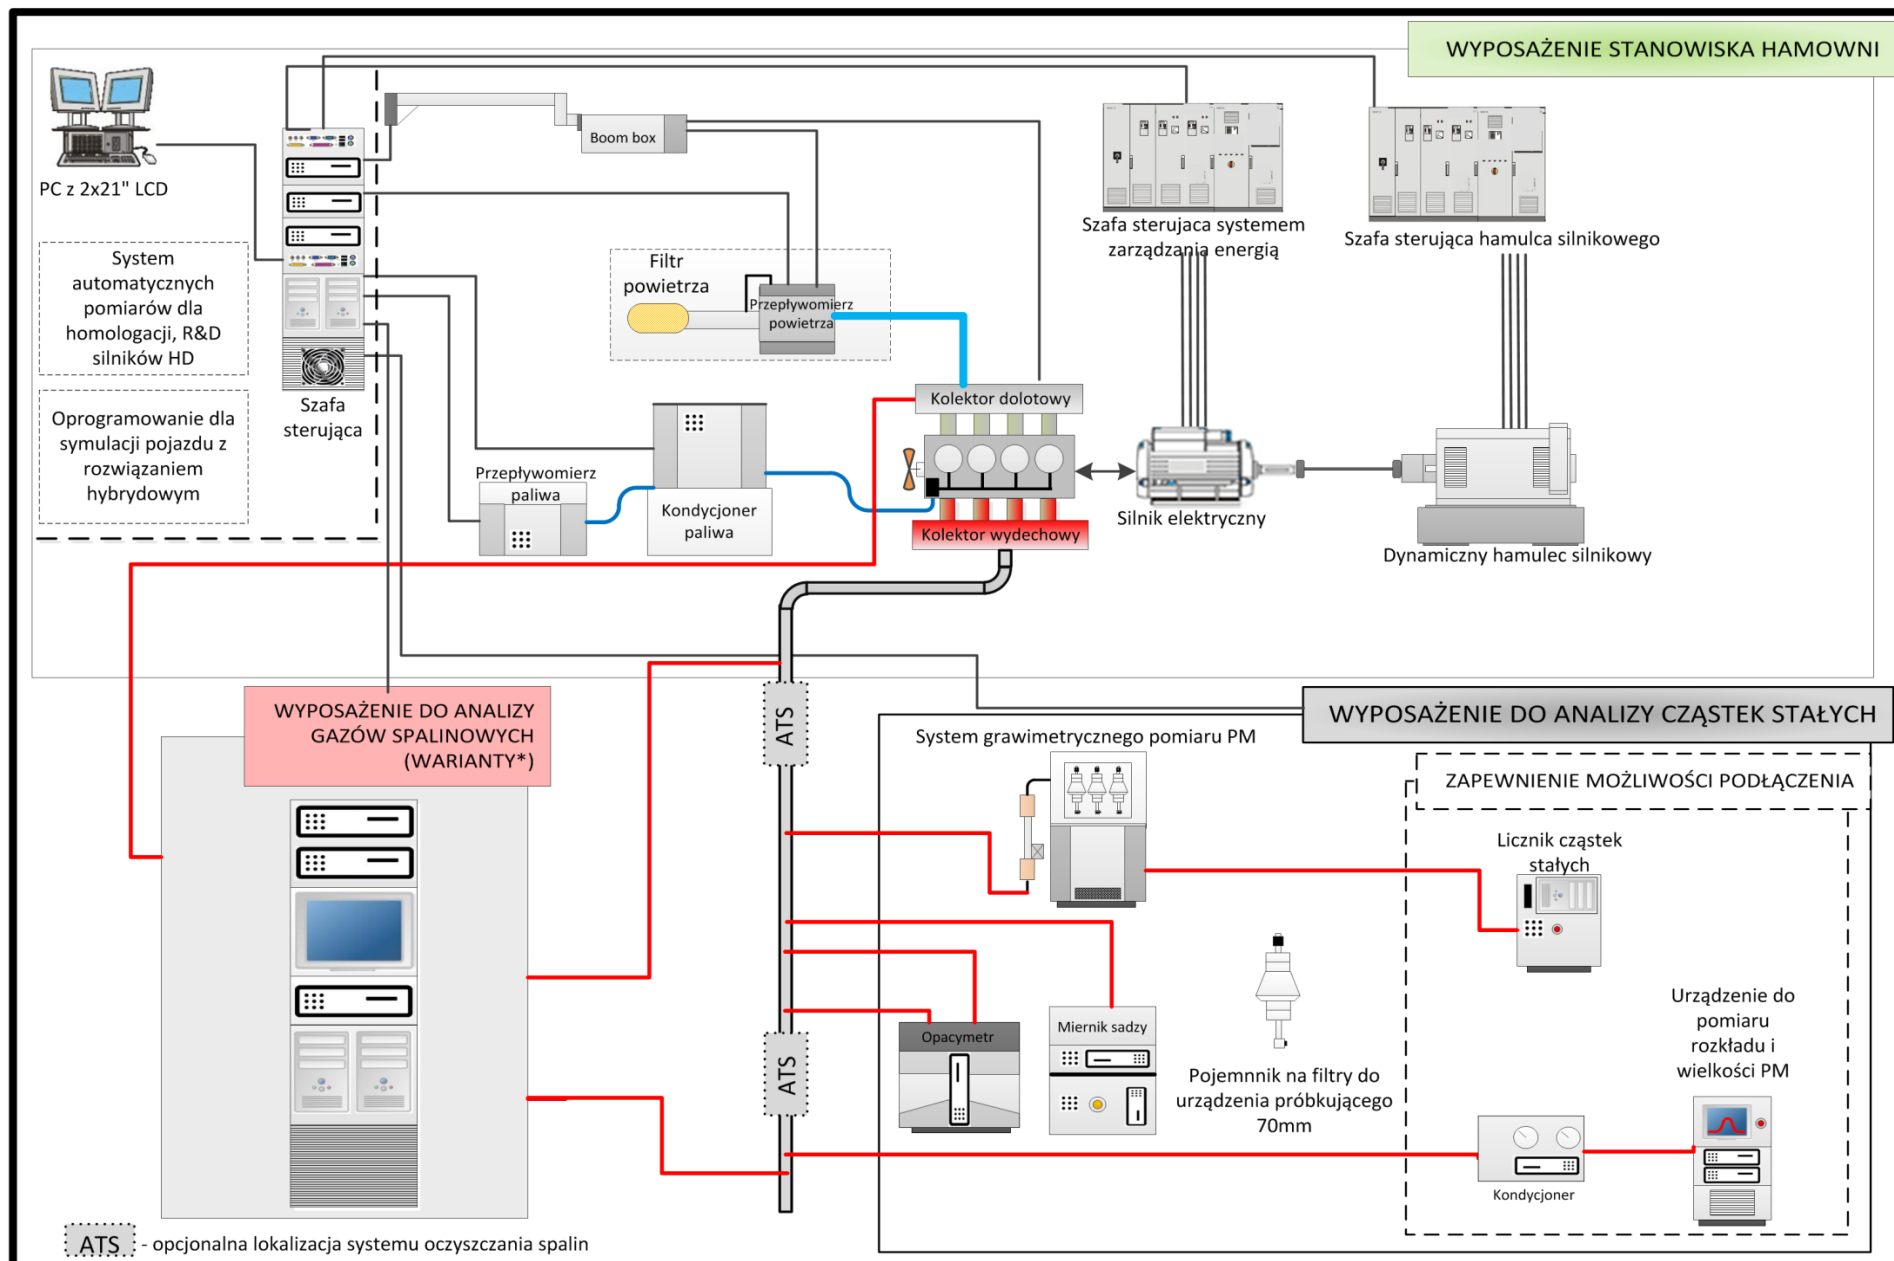 WYPOSAŻENIE STANOWISKA HAMOWNI
PC z 2x21" LCD
System
automatycznych
pomiarów dla
homologacji, R&D
silników HD
Oprogramowanie dla
symulacji pojazdu z
rozwiązaniem
hybrydowym
Szafa
sterująca
Boom box
Filtr
powietrza
Przepływomierz
powietrza
Szafa sterujaca systemem
zarządzania energią
Szafa sterująca hamulca silnikowego
Kolektor dolotowy
Przepływomierz
paliwa
Kondycjoner
paliwa
Kolektor wydechowy
Silnik elektryczny
Dynamiczny hamulec silnikowy
WYPOSAŻENIE DO ANALIZY
GAZÓW SPALINOWYCH
(WARIANTY*)
ATS
ATS
WYPOSAŻENIE DO ANALIZY CZĄSTEK STAŁYCH
System grawimetrycznego pomiaru PM
ZAPEWNIENIE MOŻLIWOŚCI PODŁĄCZENIA
Licznik cząstek
stałych
Opacymetr
Miernik sadzy
Pojemnnik na filtry do
urządzenia próbkującego
70mm
Urządzenie do
pomiaru
rozkładu i
wielkości PM
Kondycjoner
ATS - opcjonalna lokalizacja systemu oczyszczania spalin